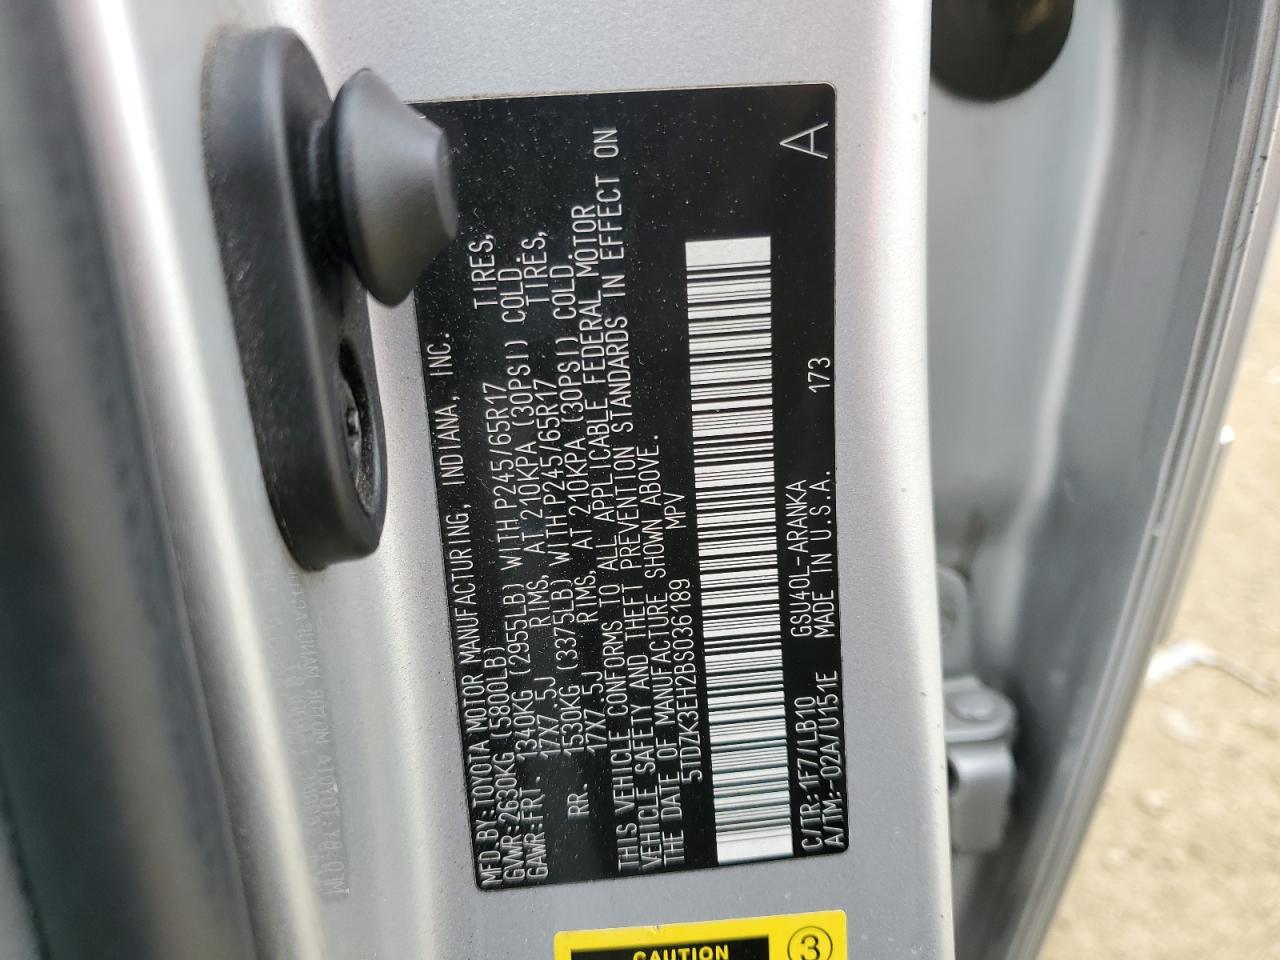 MFD.BY:TOYOTA MOTOR MANUFACTURING, INDIANA, INC.
GVWR:2630KG (5800LB)
GAWR:FRT. 1340KG (2955LB) WITH P245/65R17 TIRES,
17X7.5J RIMS, AT 210KPA (30PSI) COLD.
RR. 1530KG (3375LB) WITH P245/65R17 TIRES,
17X7.5J RIMS, AT 210KPA (30PSI) COLD.
THIS VEHICLE CONFORMS TO ALL APPLICABLE FEDERAL MOTOR
VEHICLE SAFETY AND THEFT PREVENTION STANDARDS IN EFFECT ON
THE DATE OF MANUFACTURE SHOWN ABOVE.
5TDZK3EH2BS036189 MPV
C/TR:1F7/LB10 GSU40L-ARANKA 173
A/TM:-02A/U151E MADE IN U.S.A.
A
CAUTION
3